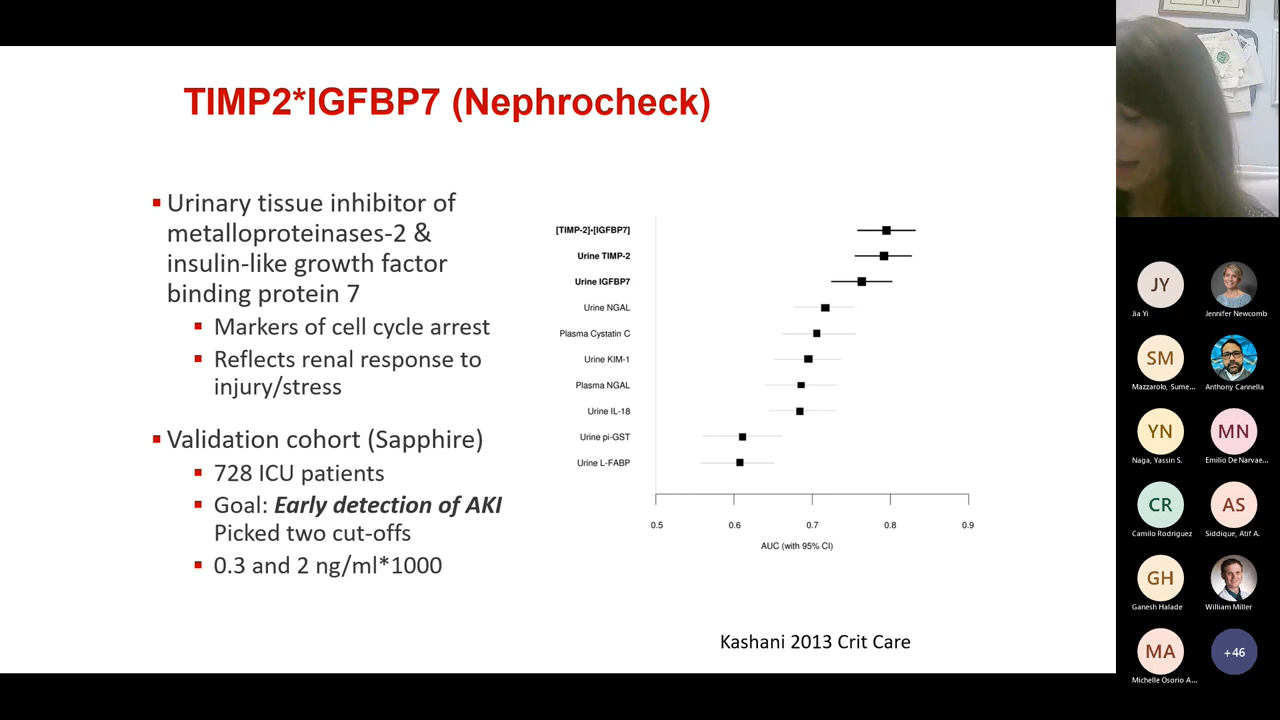 TIMP2*IGFBP7 (Nephrocheck)
Urinary tissue inhibitor of
metalloproteinases-2 &
insulin-like growth factor
binding protein 7
Markers of cell cycle arrest
Reflects renal response to
injury/stress
Validation cohort (Sapphire)
728 ICU patients
Goal: Early detection of AKI
Picked two cut-offs
0.3 and 2 ng/ml*1000
[TIMP-2]•[IGFBP7]
Urine TIMP-2
Urine IGFBP7
Urine NGAL
Plasma Cystatin C
Urine KIM-1
Plasma NGAL
Urine IL-18
Urine pi-GST
Urine L-FABP
0.5 0.6 0.7 0.8 0.9
AUC (with 95% CI)
Kashani 2013 Crit Care
JY
Jia Yi
Jennifer Newcomb
SM
Mazzarolo, Sume...
Anthony Cannella
YN
Naga, Yassin S.
MN
Emilio De Narvae...
CR
Camilo Rodriguez
AS
Siddique, Atif A.
GH
Ganesh Halade
William Miller
MA
Michelle Osorio A...
+46